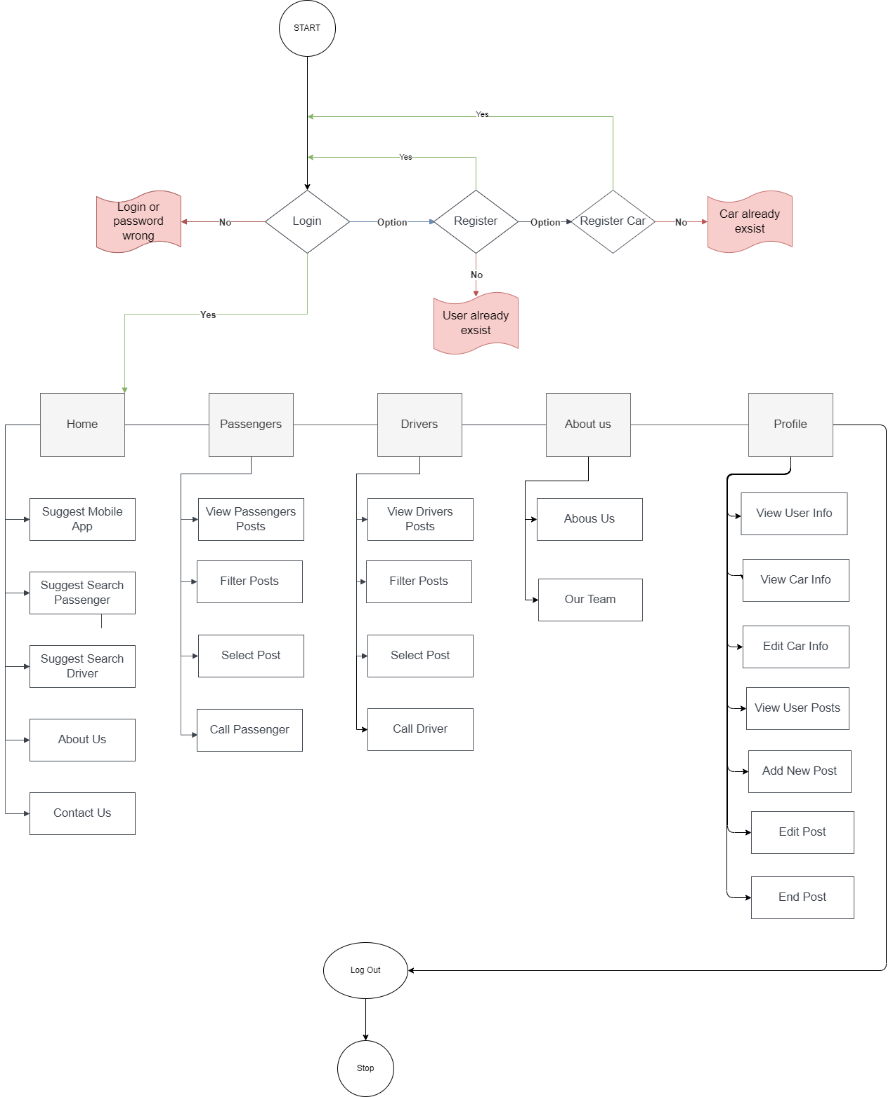 START
Yes
Yes
Login or
password
wrong
No
Login
Option
Register
Option
Register Car
No
Car already
exsist
No
User already
exsist
Yes
Home
Passengers
Drivers
About us
Profile
Suggest Mobile
App
View Passengers
Posts
View Drivers
Posts
Abous Us
View User Info
Suggest Search
Passenger
Filter Posts
Filter Posts
Our Team
View Car Info
Suggest Search
Driver
Select Post
Select Post
Edit Car Info
About Us
Call Passenger
Call Driver
View User Posts
Contact Us
Add New Post
Edit Post
End Post
Log Out
Stop